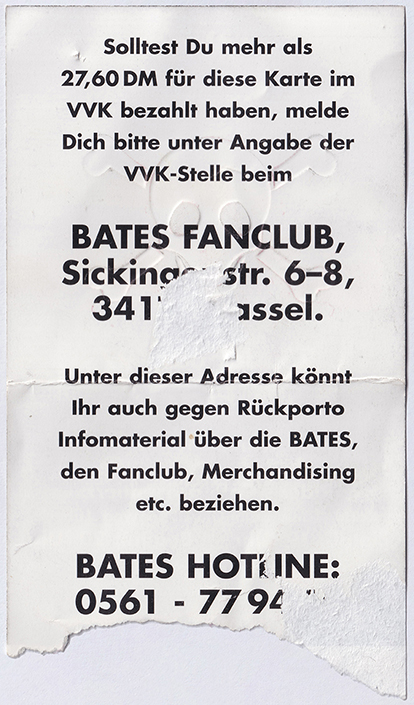 Solltest Du mehr als
27,60 DM für diese Karte im
VVK bezahlt haben, melde
Dich bitte unter Angabe der
VVK-Stelle beim
BATES FANCLUB,
6–8,
Unter dieser Adresse könnt
Ihr auch gegen Rückporto
Infomaterial über die BATES,
den Fanclub, Merchandising
etc. beziehen.
BATES HOTLINE:
0561 - 77 94